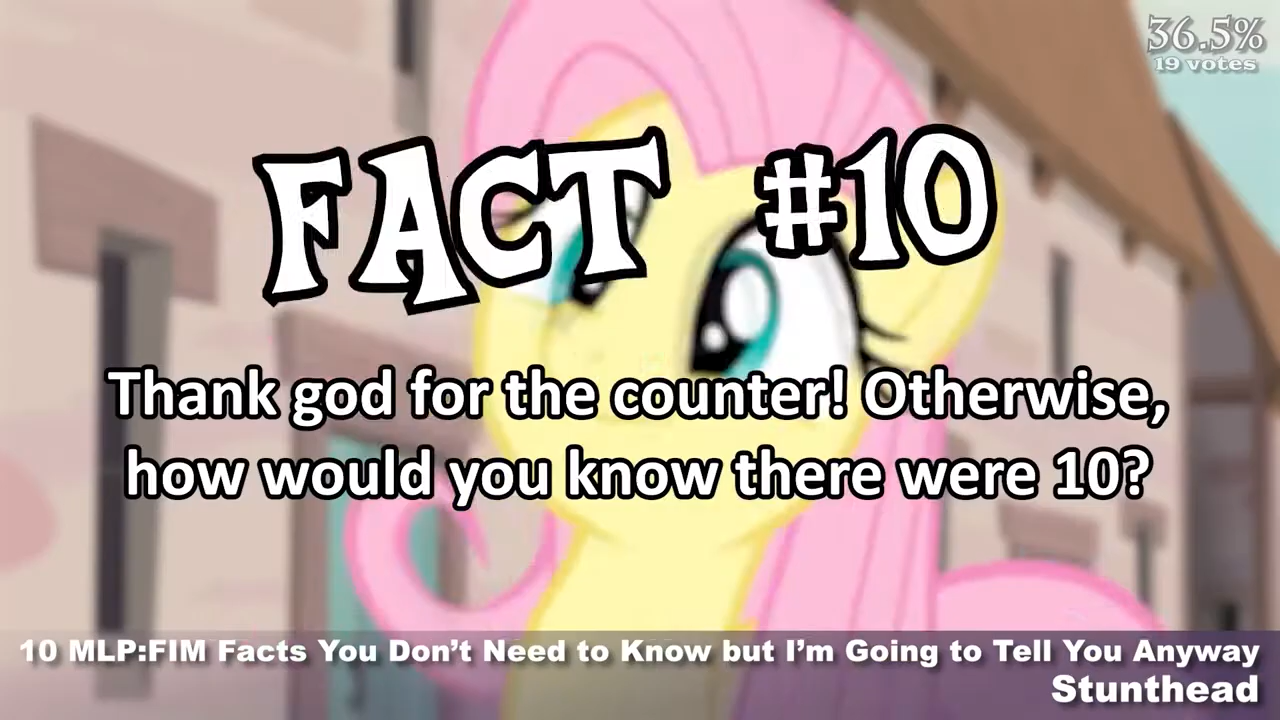 36.5%
19 votes
FACT #10
Thank god for the counter! Otherwise,
how would you know there were 10?
10 MLP:FIM Facts You Don't Need to Know but I'm Going to Tell You Anyway
Stunthead